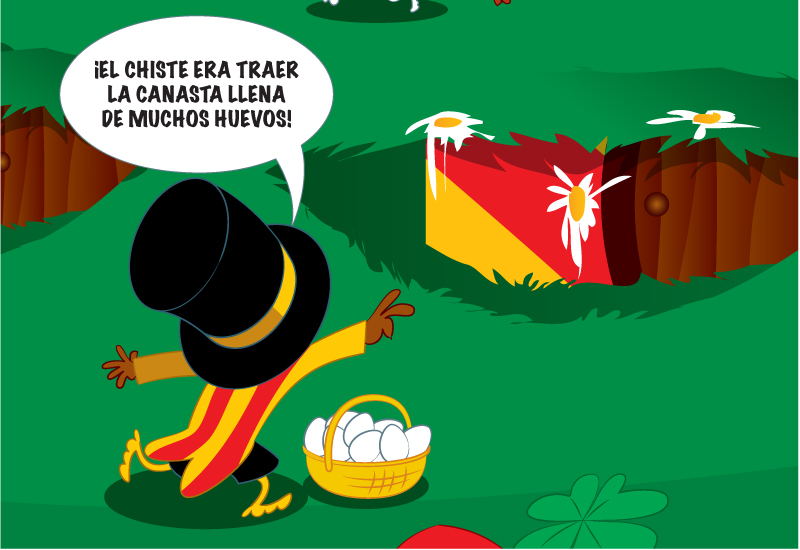 ¡EL CHISTE ERA TRAER
LA CANASTA LLENA
DE MUCHOS HUEVOS!